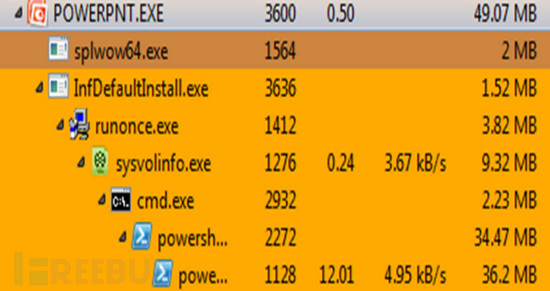 POWERPNT.EXE 3600 0.50 49.07 MB
splwow64.exe 1564 2 MB
InfDefaultInstall.exe 3636 1.52 MB
runonce.exe 1412 3.82 MB
sysvolinfo.exe 1276 0.24 3.67 kB/s 9.32 MB
C:\. cmd.exe 2932 2.23 MB
powersh... 2272 34.47 MB
powe... 1128 12.01 4.95 kB/s 36.2 MB